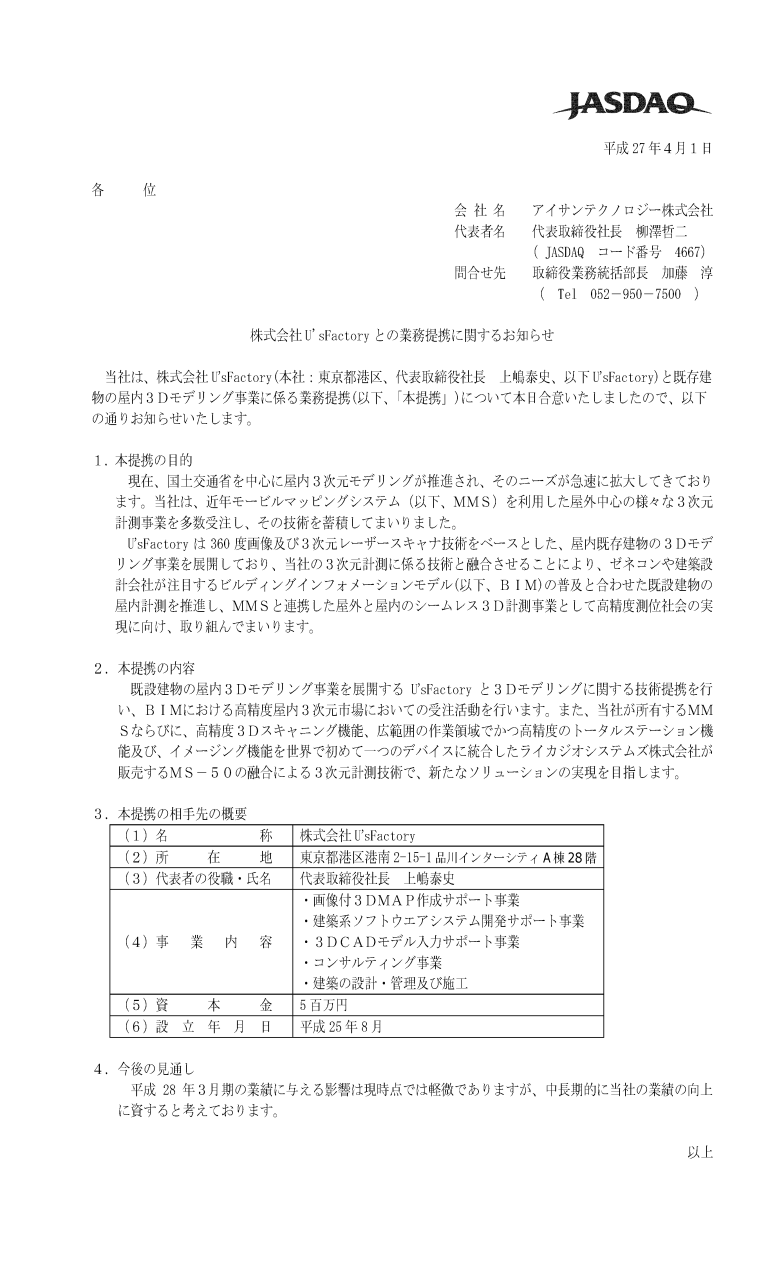 JASDAQ
平成 27 年４月１日
各　　　位
会 社 名　　アイサンテクノロジー株式会社
代表者名　　代表取締役社長　柳澤哲二
（ JASDAQ　コード番号　4667）
問合せ先　　取締役業務統括部長　加藤　淳
（　Tel　052－950－7500　）
株式会社 U'sFactory との業務提携に関するお知らせ
当社は、株式会社 U'sFactory(本社：東京都港区、代表取締役社長　上嶋泰史、以下 U'sFactory)と既存建
物の屋内３Ｄモデリング事業に係る業務提携(以下、「本提携」)について本日合意いたしましたので、以下
の通りお知らせいたします。
１．本提携の目的
現在、国土交通省を中心に屋内３次元モデリングが推進され、そのニーズが急速に拡大してきており
ます。当社は、近年モービルマッピングシステム（以下、ＭＭＳ）を利用した屋外中心の様々な３次元
計測事業を多数受注し、その技術を蓄積してまいりました。
U'sFactory は 360 度画像及び３次元レーザースキャナ技術をベースとした、屋内既存建物の３Ｄモデ
リング事業を展開しており、当社の３次元計測に係る技術と融合させることにより、ゼネコンや建築設
計会社が注目するビルディングインフォメーションモデル(以下、ＢＩＭ)の普及と合わせた既設建物の
屋内計測を推進し、ＭＭＳと連携した屋外と屋内のシームレス３Ｄ計測事業として高精度測位社会の実
現に向け、取り組んでまいります。
２．本提携の内容
既設建物の屋内３Ｄモデリング事業を展開する U'sFactory と３Ｄモデリングに関する技術提携を行
い、ＢＩＭにおける高精度屋内３次元市場においての受注活動を行います。また、当社が所有するＭＭ
Ｓならびに、高精度３Ｄスキャニング機能、広範囲の作業領域でかつ高精度のトータルステーション機
能及び、イメージング機能を世界で初めて一つのデバイスに統合したライカジオシステムズ株式会社が
販売するＭＳ－５０の融合による３次元計測技術で、新たなソリューションの実現を目指します。
３．本提携の相手先の概要
（１）名　　　　　　　称　株式会社 U'sFactory
（２）所　　　在　　　地　東京都港区港南 2-15-1 品川インターシティ A 棟 28 階
（３）代表者の役職・氏名　代表取締役社長　上嶋泰史
（４）事　業　内　容　・画像付３ＤＭＡＰ作成サポート事業
・建築系ソフトウエアシステム開発サポート事業
・３ＤＣＡＤモデル入力サポート事業
・コンサルティング事業
・建築の設計・管理及び施工
（５）資　　　本　　　金　５百万円
（６）設　立　年　月　日　平成 25 年 8 月
４．今後の見通し
平成 28 年３月期の業績に与える影響は現時点では軽微でありますが、中長期的に当社の業績の向上
に資すると考えております。
以上